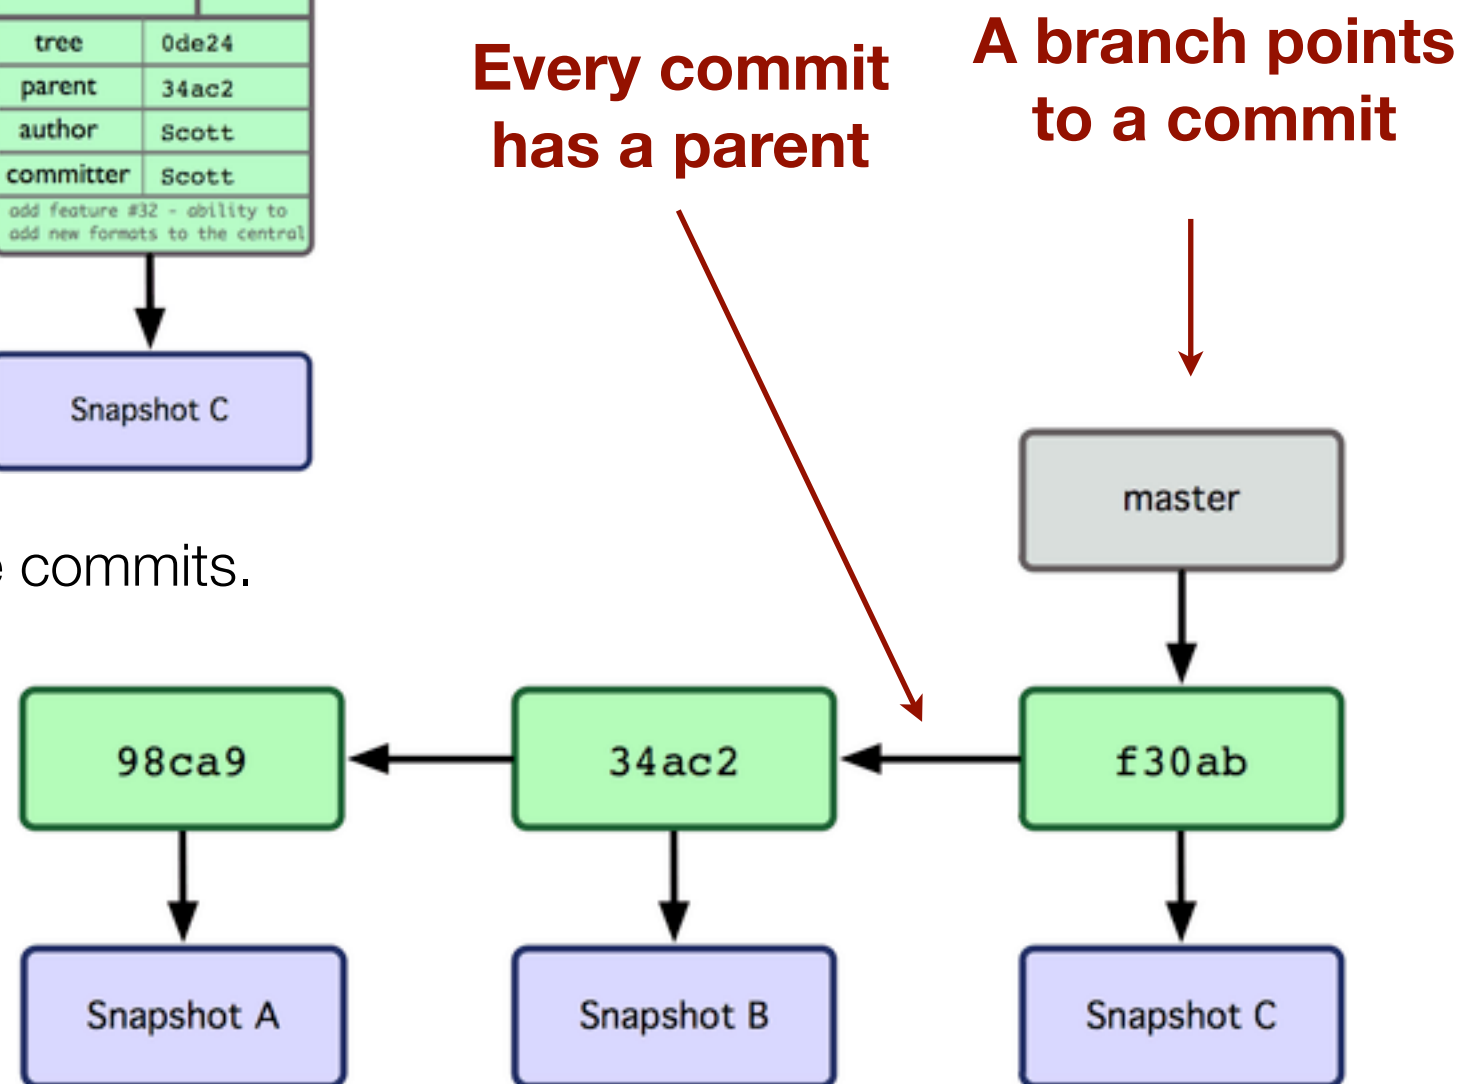 tree 0de24
parent 34ac2
author Scott
committer Scott
add feature #32 - ability to
add new formats to the central
Snapshot C
Every commit
has a parent
A branch points
to a commit
commits.
master
98ca9
34ac2
f30ab
Snapshot A
Snapshot B
Snapshot C